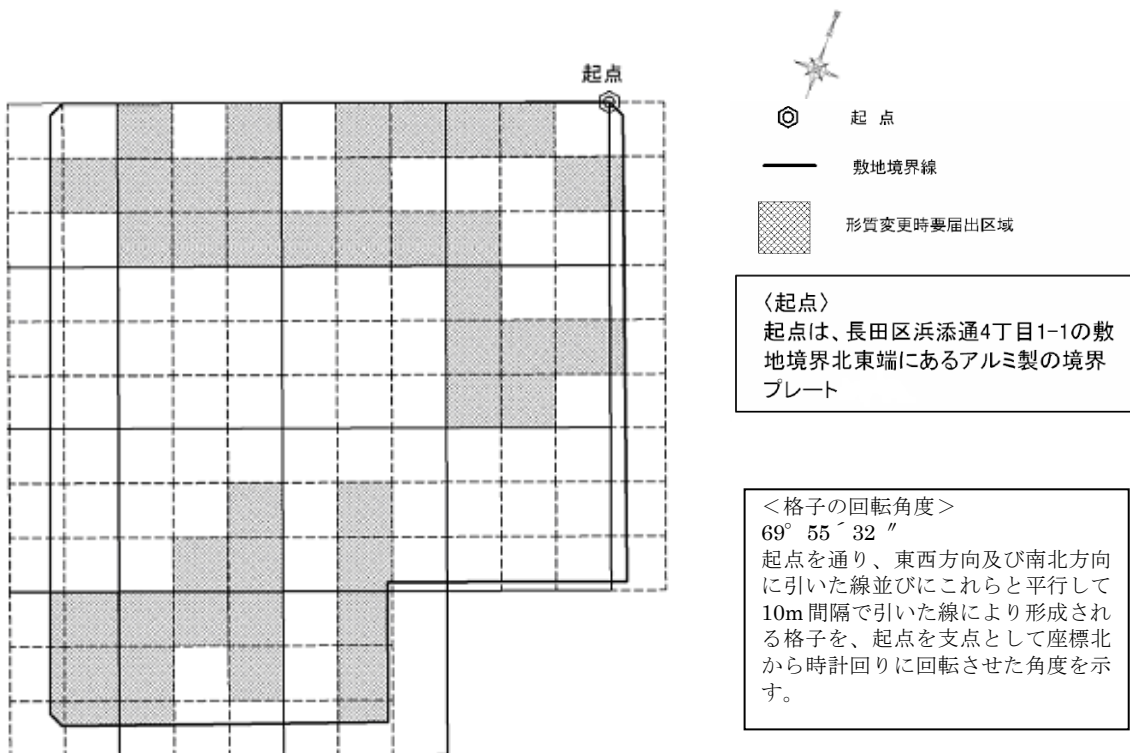 起点
起 点
敷地境界線
形質変更時要届出区域
〈起点〉
起点は、長田区浜添通4丁目1-1の敷
地境界北東端にあるアルミ製の境界
プレート
＜格子の回転角度＞
69°55´32″
起点を通り、東西方向及び南北方向
に引いた線並びにこれらと平行して
10m間隔で引いた線により形成され
る格子を、起点を支点として座標北
から時計回りに回転させた角度を示
す。